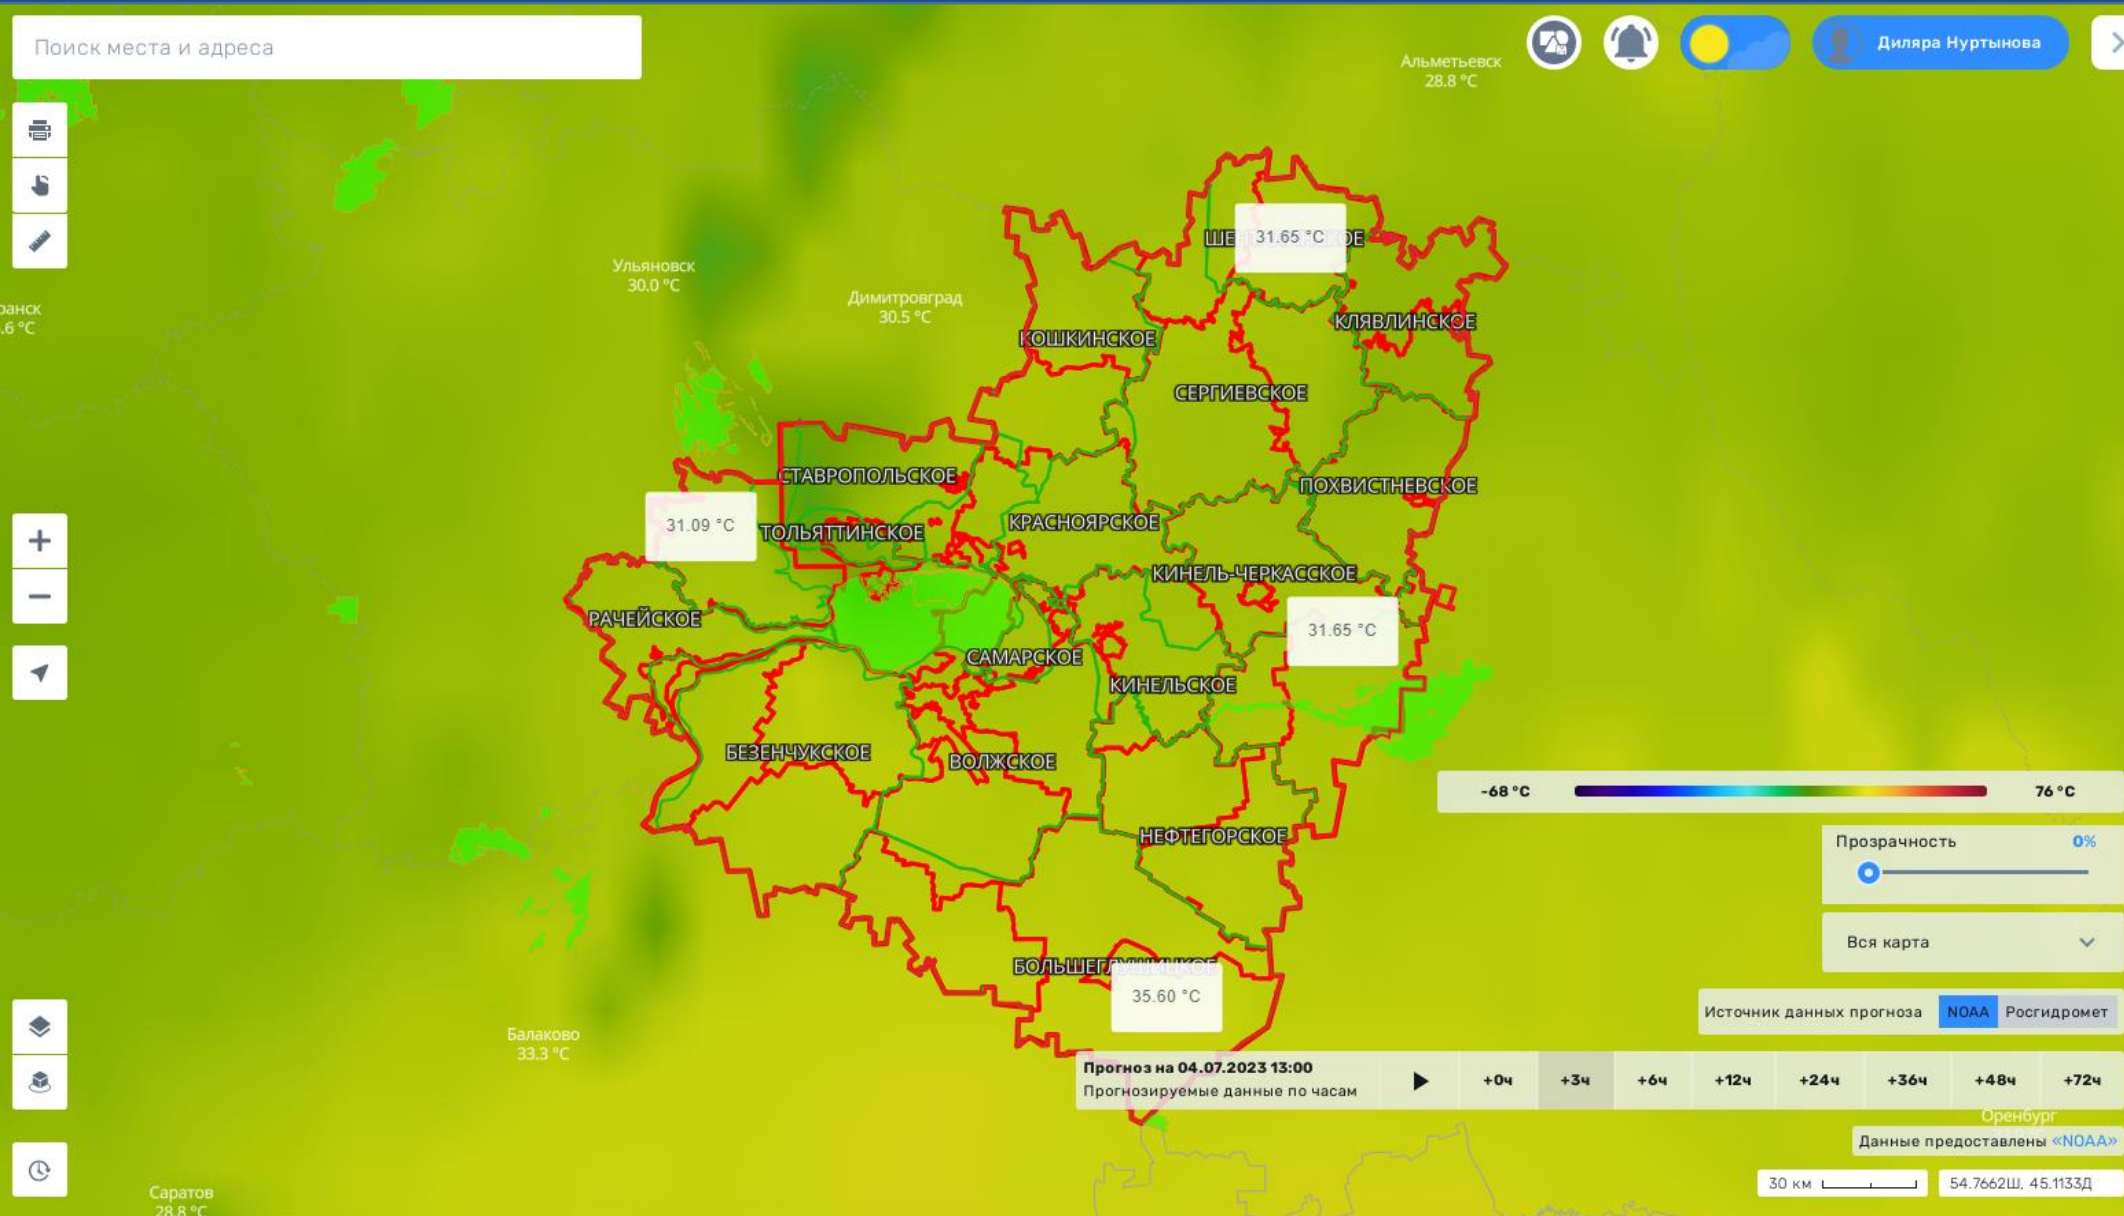 Поиск места и адреса
Альметьевск
28.8 °C
Диляра Нуртынова
31.65 °C
Ульяновск
30.0 °C
Димитровград
30.5 °C
.6 °C
КОШКИНСКОЕ
КЛЯВЛИНСКОЕ
СЕРГИЕВСКОЕ
СТАВРОПОЛЬСКОЕ
ПОХВИСТНЕВСКОЕ
31.09 °C
ТОЛЬЯТТИНСКОЕ
КРАСНОЯРСКОЕ
КИНЕЛЬ-ЧЕРКАССКОЕ
РАЧЕЙСКОЕ
31.65 °C
САМАРСКОЕ
КИНЕЛЬСКОЕ
БЕЗЕНЧУКСКОЕ
ВОЛЖСКОЕ
-68 °C
76 °C
НЕФТЕГОРСКОЕ
Прозрачность
0%
Вся карта
БОЛЬШЕГЛУШИЦКОЕ
35.60 °C
Источник данных прогноза
NOAA
Росгидромет
Балаково
33.3 °C
Прогноз на 04.07.2023 13:00
Прогнозируемые данные по часам
+0ч
+3ч
+6ч
+12ч
+24ч
+36ч
+48ч
+72ч
Оренбург
Данные предоставлены «NOAA»
30 км
54.7662Ш, 45.1133Д
Саратов
28.8 °C